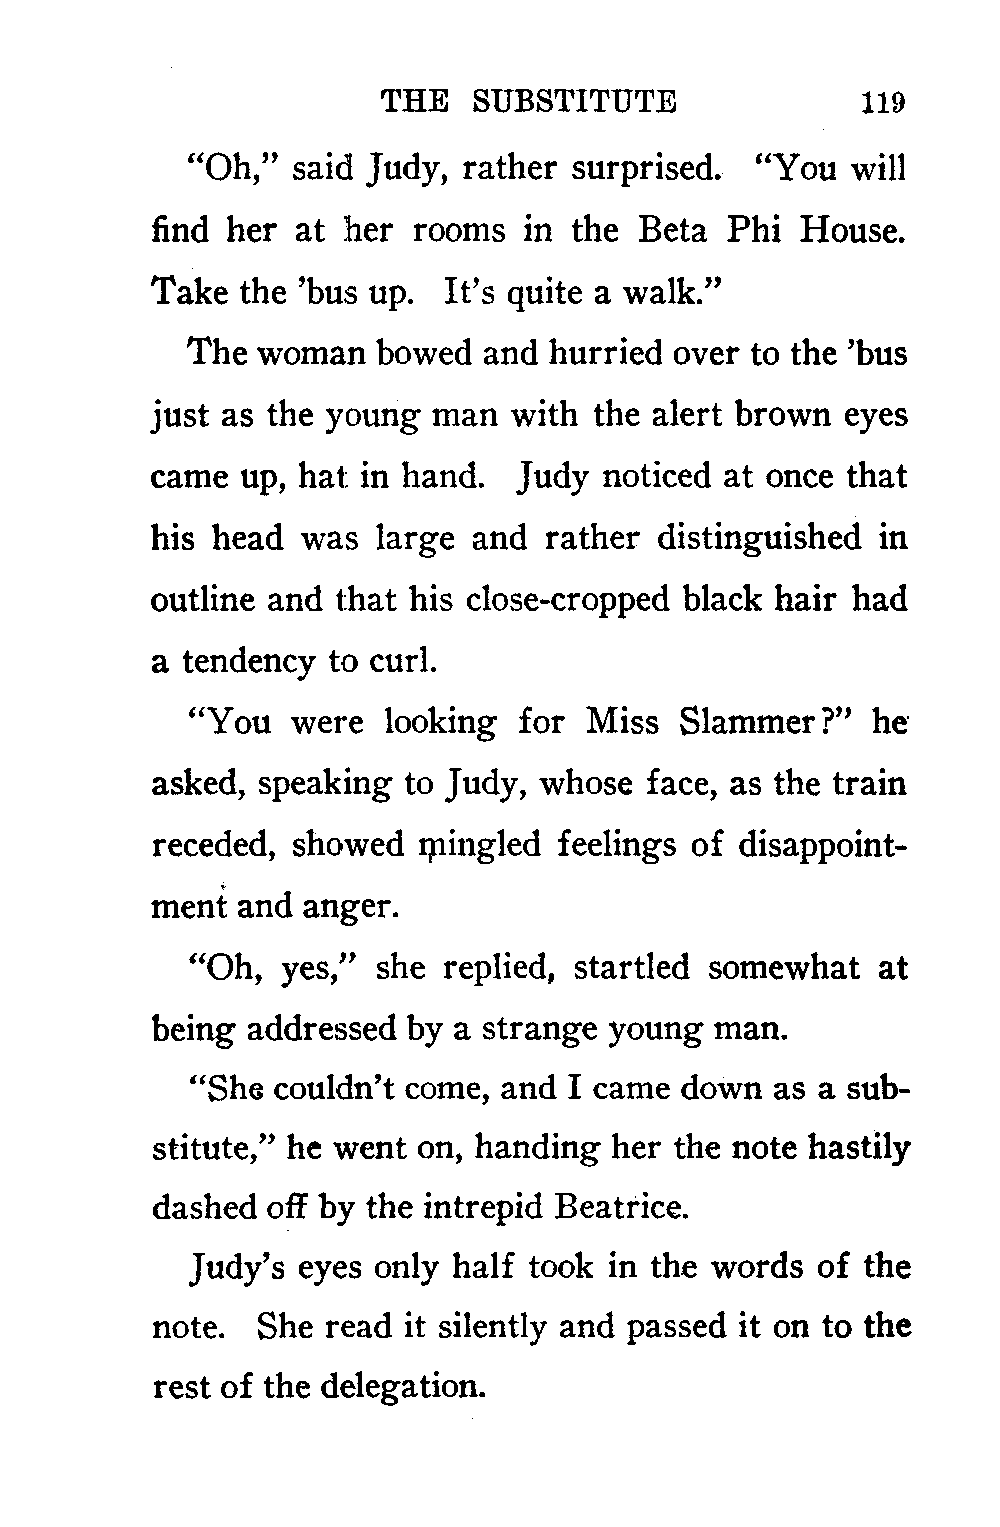 THE SUBSTITUTE 119
“Oh,” said Judy, rather surprised. “You will
find her at her rooms in the Beta Phi House.
Take the ’bus up. It’s quite a walk.”
The woman bowed and hurried over to the ’bus
just as the young man with the alert brown eyes
came up, hat in hand. Judy noticed at once that
his head was large and rather distinguished in
outline and that his close-cropped black hair had
a tendency to curl.
“You were looking for Miss Slammer?” he
asked, speaking to Judy, whose face, as the train
receded, showed mingled feelings of disappoint-
ment and anger.
“Oh, yes,” she replied, startled somewhat at
being addressed by a strange young man.
“She couldn’t come, and I came down as a sub-
stitute,” he went on, handing her the note hastily
dashed off by the intrepid Beatrice.
Judy’s eyes only half took in the words of the
note. She read it silently and passed it on to the
rest of the delegation.